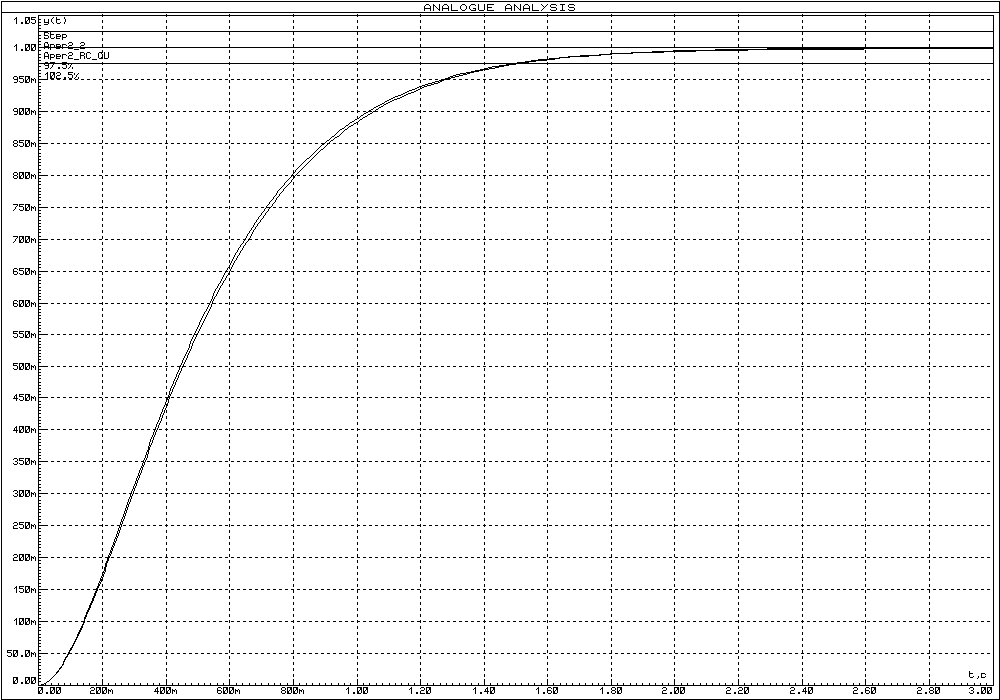 ANALOGUE ANALYSIS
1.05 y(t)
Step
1.00 Aper2_2
Aper2_RC_OU
97.5%
102.5%
950m
900m
850m
800m
750m
700m
650m
600m
550m
500m
450m
400m
350m
300m
250m
200m
150m
100m
50.0m
0.00 t,c
0.00 200m 400m 600m 800m 1.00 1.20 1.40 1.60 1.80 2.00 2.20 2.40 2.60 2.80 3.00